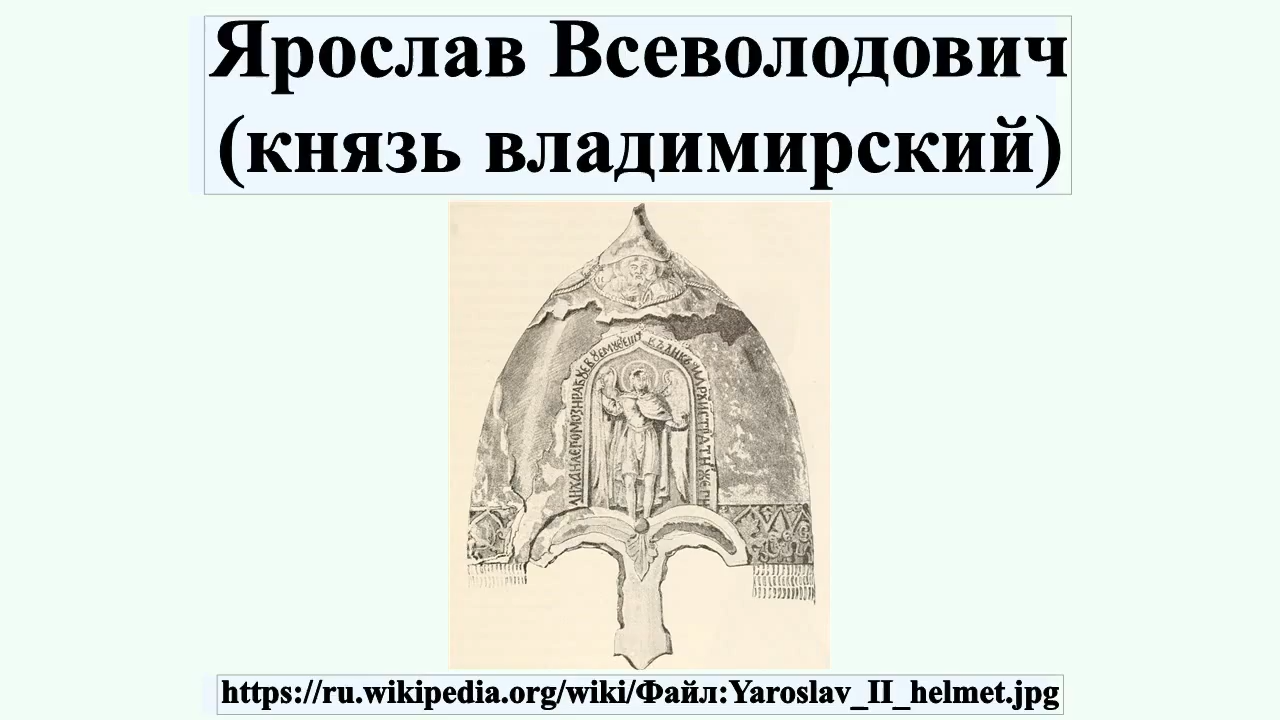 Ярослав Всеволодович
(князь владимирский)
https://ru.wikipedia.org/wiki/Файл:Yaroslav_II_helmet.jpg